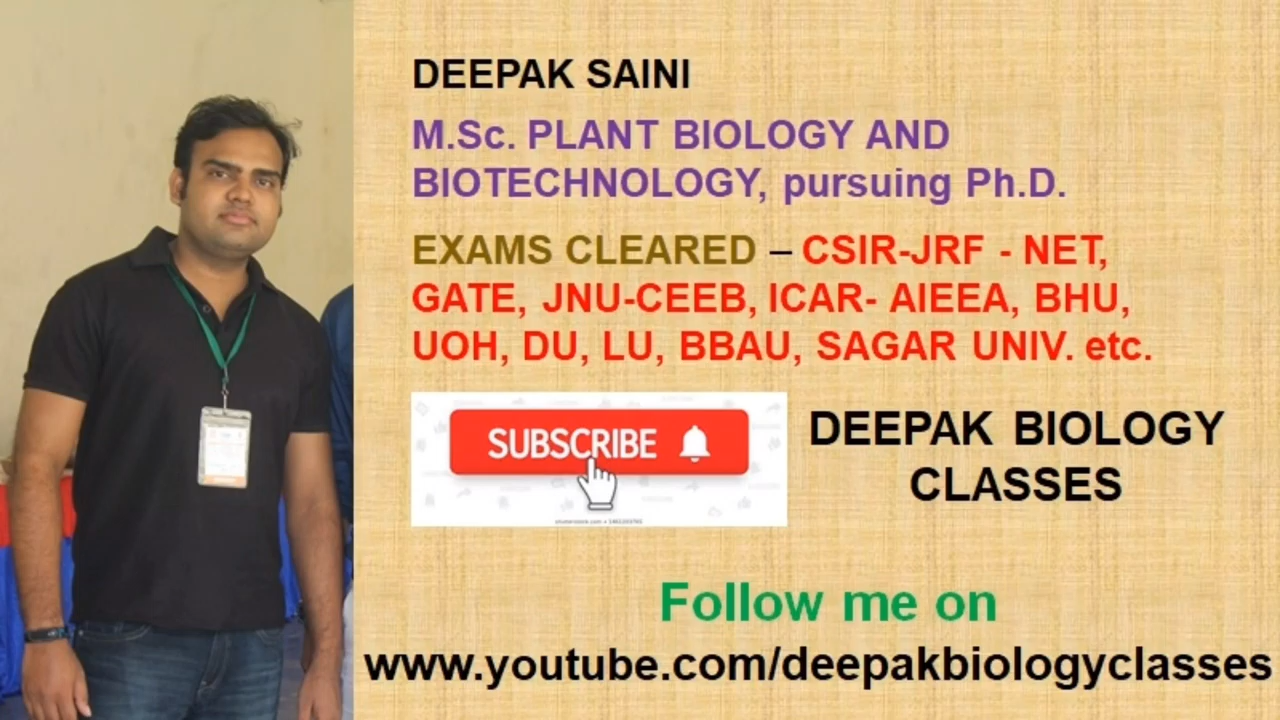 DEEPAK SAINI
M.Sc. PLANT BIOLOGY AND
BIOTECHNOLOGY, pursuing Ph.D.
EXAMS CLEARED – CSIR-JRF - NET,
GATE, JNU-CEEB, ICAR- AIEEA, BHU,
UOH, DU, LU, BBAU, SAGAR UNIV. etc.
SUBSCRIBE
DEEPAK BIOLOGY
CLASSES
Follow me on
www.youtube.com/deepakbiologyclasses